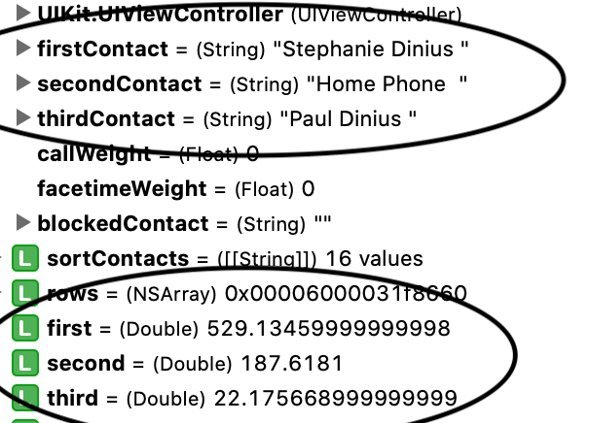 UIKit.UIViewController (UIViewController)
firstContact = (String) "Stephanie Dinius "
secondContact = (String) "Home Phone  "
thirdContact = (String) "Paul Dinius "
callWeight = (Float) 0
facetimeWeight = (Float) 0
blockedContact = (String) ""
L sortContacts = ([[String]]) 16 values
L rows = (NSArray) 0x00006000031f8660
L first = (Double) 529.13459999999998
L second = (Double) 187.6181
L third = (Double) 22.175668999999999